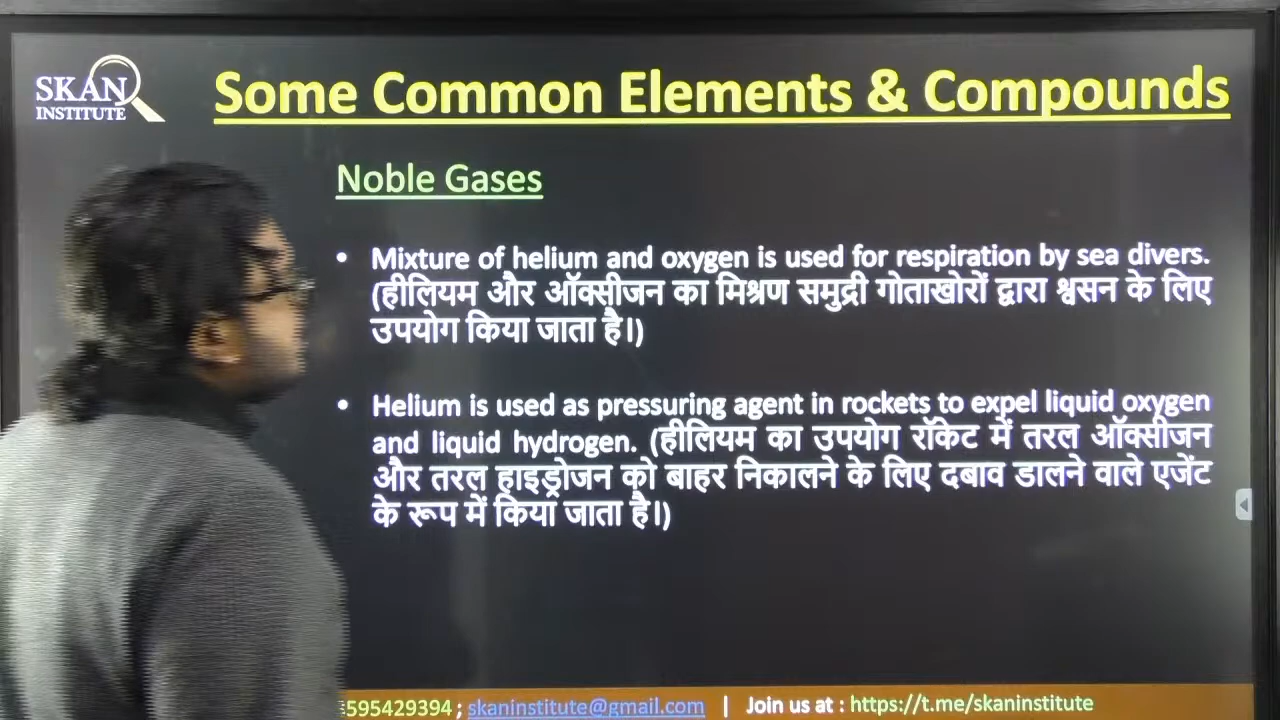 SKAN
INSTITUTE
Some Common Elements & Compounds
Noble Gases
• Mixture of helium and oxygen is used for respiration by sea divers.
(हीलियम और ऑक्सीजन का मिश्रण समुद्री गोताखोरों द्वारा श्वसन के लिए
उपयोग किया जाता है।)
• Helium is used as pressuring agent in rockets to expel liquid oxygen
and liquid hydrogen. (हीलियम का उपयोग रॉकेट में तरल ऑक्सीजन
और तरल हाइड्रोजन को बाहर निकालने के लिए दबाव डालने वाले एजेंट
के रूप में किया जाता है।)
595429394 ; skaninstitute@gmail.com | Join us at : https://t.me/skaninstitute